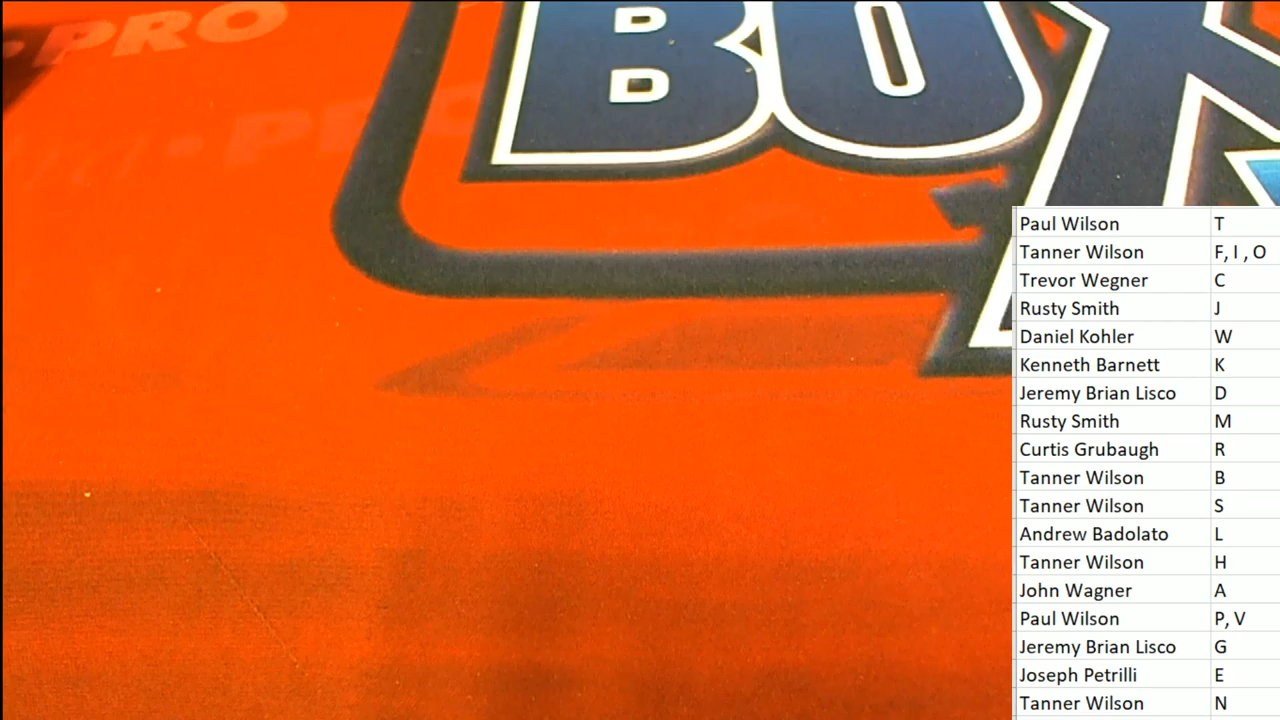 PRO
BO
PRO
Paul Wilson T
Tanner Wilson F, I , O
Trevor Wegner C
Rusty Smith J
Daniel Kohler W
Kenneth Barnett K
Jeremy Brian Lisco D
Rusty Smith M
Curtis Grubaugh R
Tanner Wilson B
Tanner Wilson S
Andrew Badolato L
Tanner Wilson H
John Wagner A
Paul Wilson P, V
Jeremy Brian Lisco G
Joseph Petrilli E
Tanner Wilson N